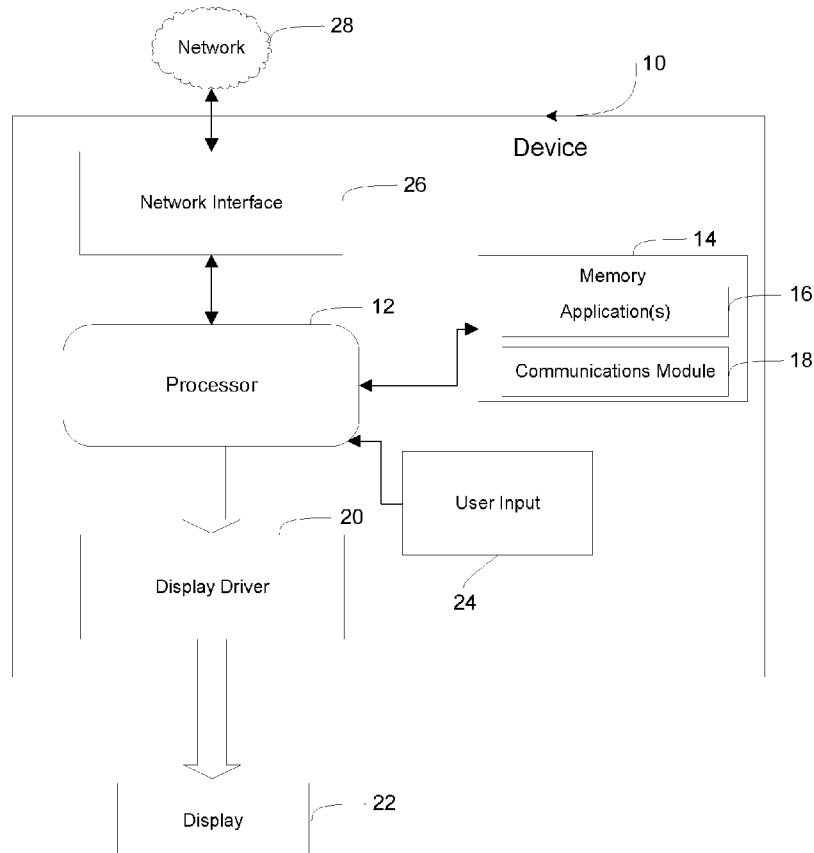 28
Network
10
Device
26
Network Interface
14
Memory
16
Application(s)
12
18
Communications Module
Processor
User Input
20
24
Display Driver
22
Display